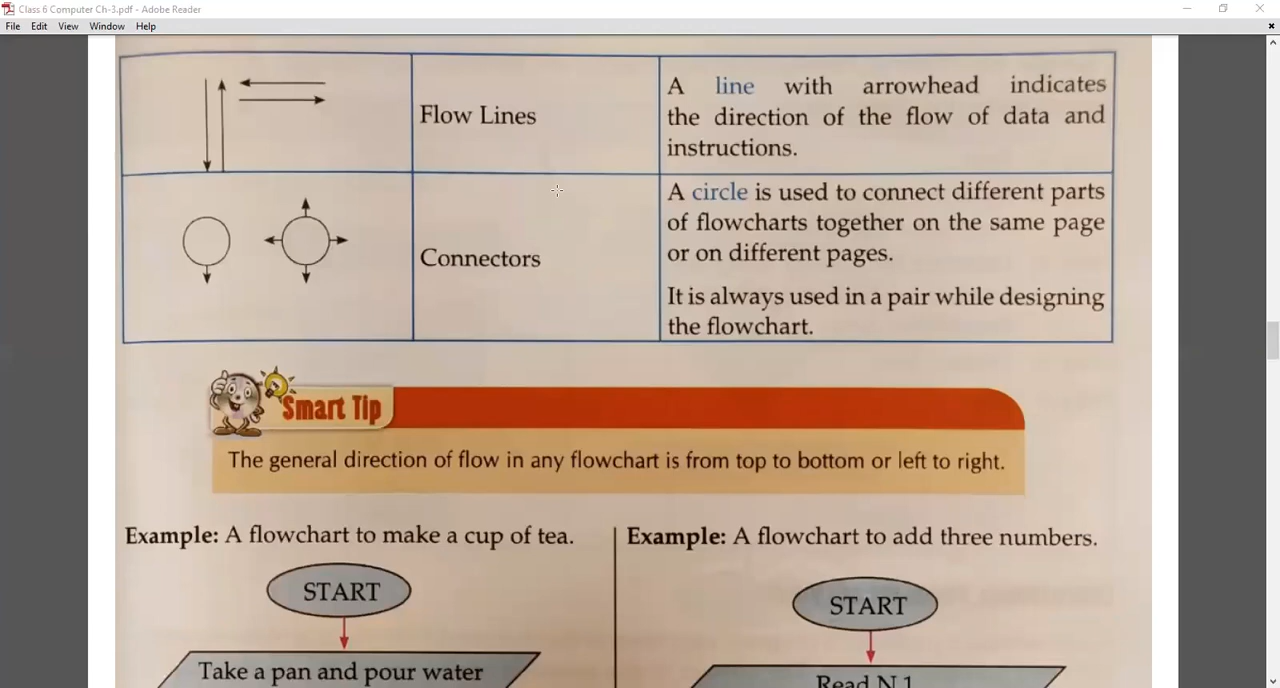 Class 6 Computer Ch-3.pdf - Adobe Reader
File Edit View Window Help
Flow Lines
A line with arrowhead indicates
the direction of the flow of data and
instructions.
Connectors
A circle is used to connect different parts
of flowcharts together on the same page
or on different pages.
It is always used in a pair while designing
the flowchart.
Smart Tip
The general direction of flow in any flowchart is from top to bottom or left to right.
Example: A flowchart to make a cup of tea.
START
Take a pan and pour water
Example: A flowchart to add three numbers.
START
Read N 1